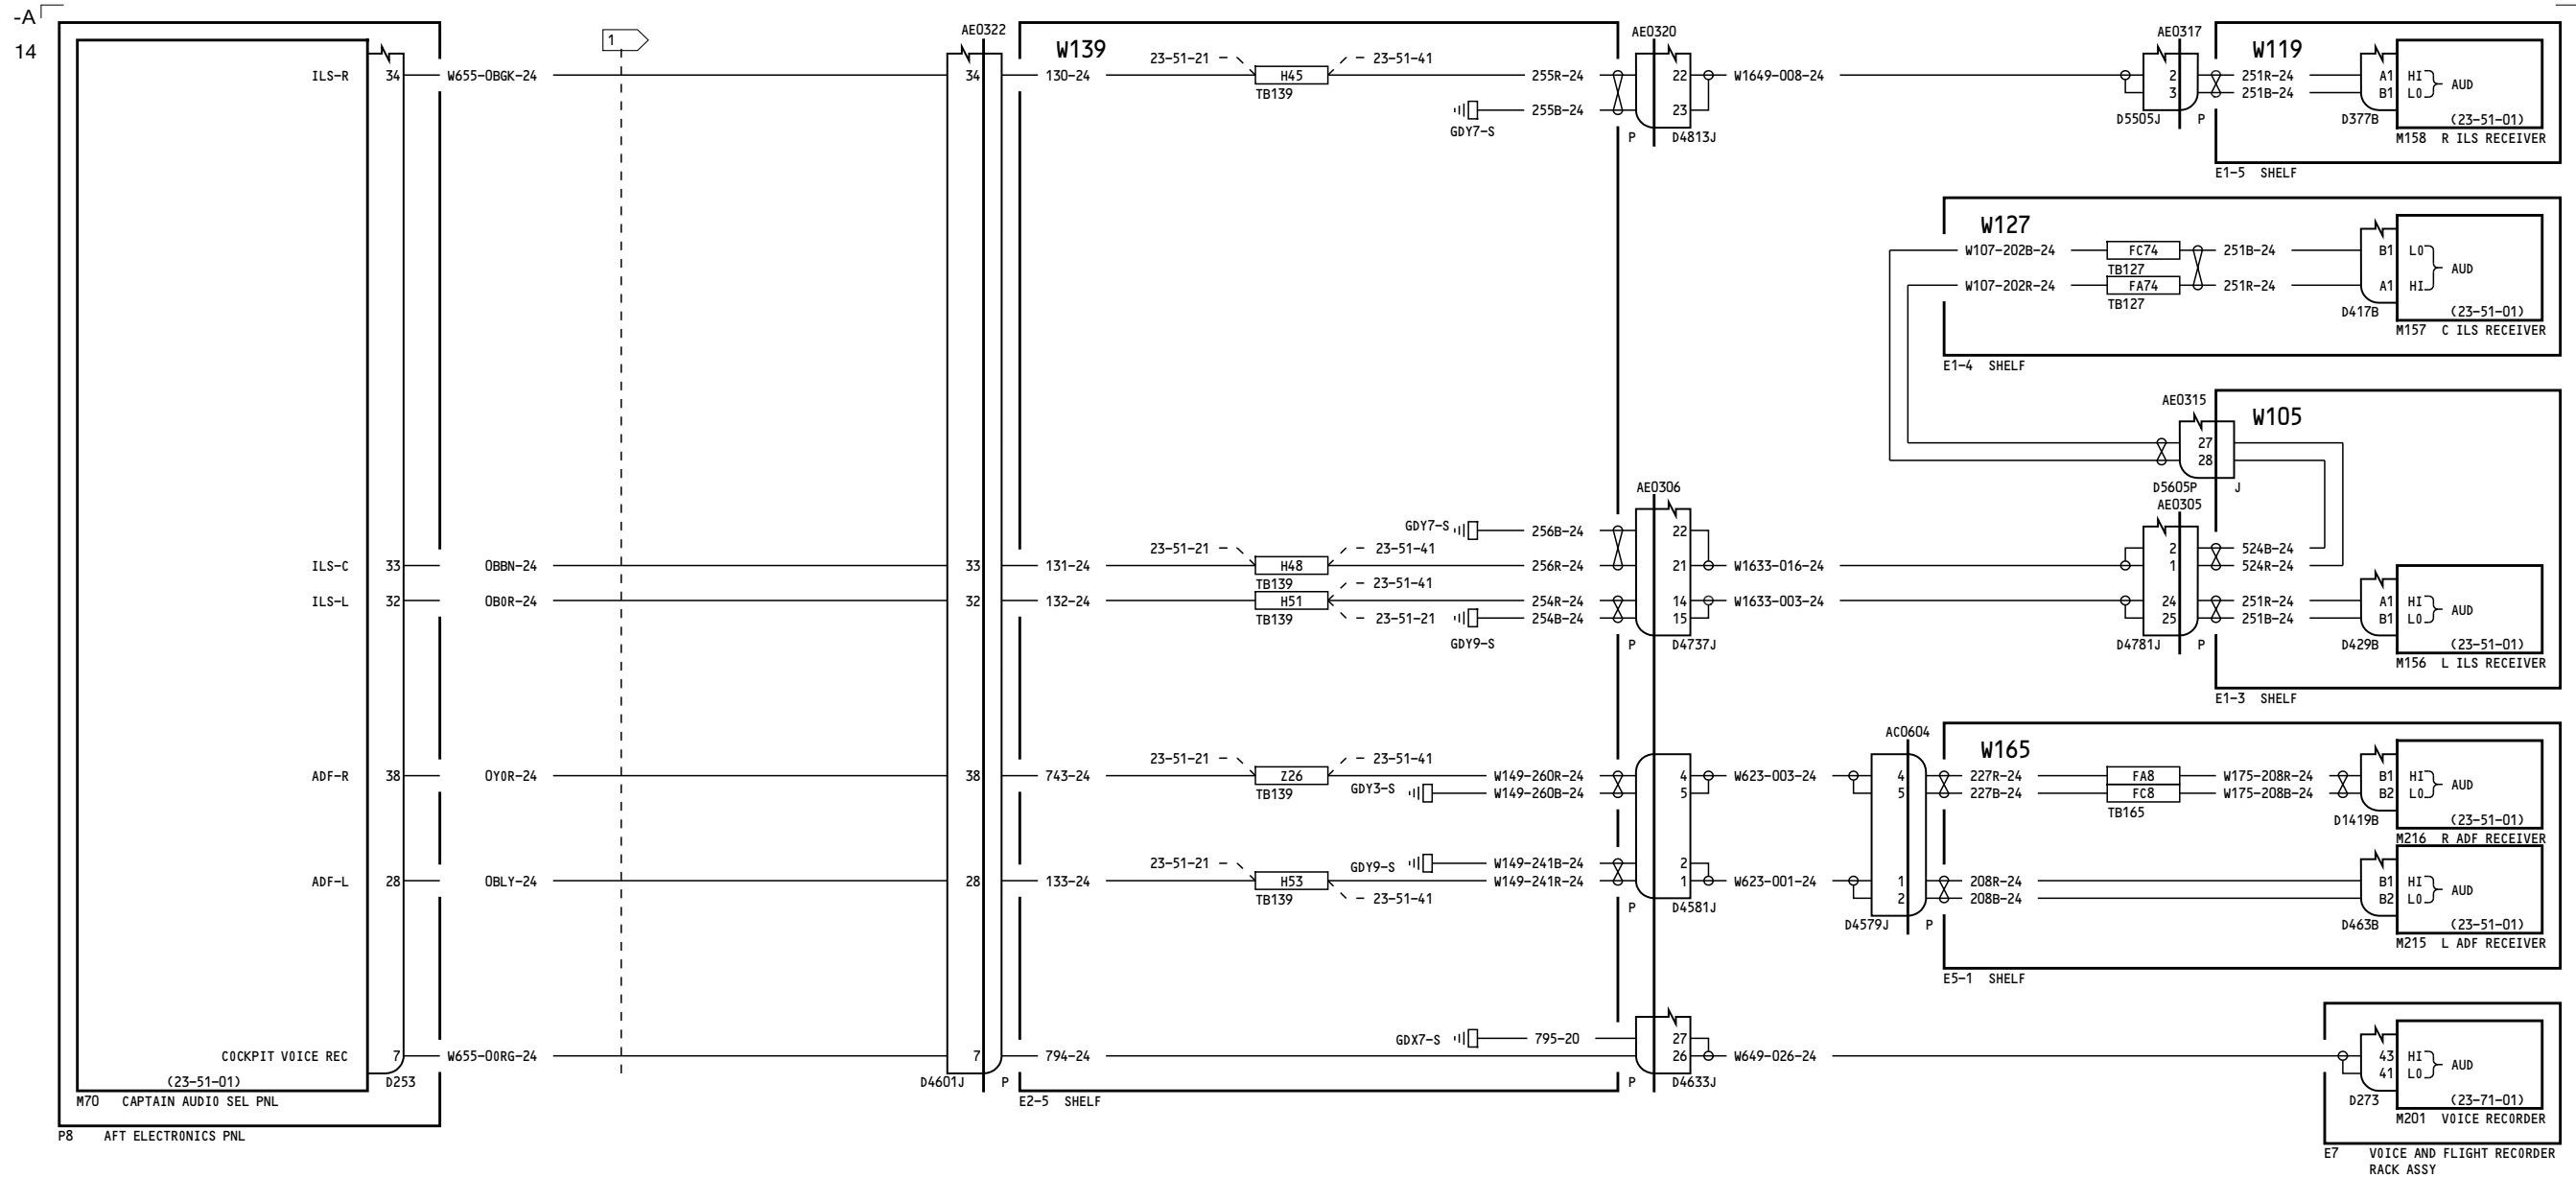 -A
14
1
AE0322
W139
AE0320
AE0317
W119
ILS-R 34 W655-0BGK-24 34 130-24 23-51-21 H45 23-51-41 255R-24 22 W1649-008-24 2 251R-24 A1 HI AUD
TB139
3 251B-24 B1 LO
GDY7-S 255B-24 23
P D4813J
D5505J P
D377B (23-51-01)
M158 R ILS RECEIVER
E1-5 SHELF
W127
W107-202B-24 FC74 251B-24 B1 LO AUD
TB127
W107-202R-24 FA74 251R-24 A1 HI
TB127
D417B (23-51-01)
M157 C ILS RECEIVER
E1-4 SHELF
AE0315
W105
27
28
D5605P J
AE0306
AE0305
GDY7-S 256B-24 22
23-51-21 23-51-41
2 524B-24
ILS-C 33 0BBN-24 33 131-24 H48 256R-24 21 W1633-016-24 1 524R-24
TB139 23-51-41
ILS-L 32 0B0R-24 32 132-24 H51 254R-24 14 W1633-003-24 24 251R-24 A1 HI AUD
TB139 23-51-21 254B-24 15 25 251B-24 B1 LO
GDY9-S
P D4737J
D4781J P
D429B (23-51-01)
M156 L ILS RECEIVER
E1-3 SHELF
AC0604
W165
23-51-21 23-51-41
ADF-R 38 0Y0R-24 38 743-24 Z26 W149-260R-24 4 W623-003-24 4 227R-24 FA8 W175-208R-24 B1 HI AUD
TB139 GDY3-S W149-260B-24 5 5 227B-24 FC8 W175-208B-24 B2 LO
TB165
D1419B (23-51-01)
M216 R ADF RECEIVER
23-51-21 GDY9-S W149-241B-24 2
ADF-L 28 0BLY-24 28 133-24 H53 W149-241R-24 1 W623-001-24 1 208R-24 B1 HI AUD
TB139 23-51-41
2 208B-24 B2 LO
P D4581J
D4579J P
D463B (23-51-01)
M215 L ADF RECEIVER
E5-1 SHELF
GDX7-S 795-20 27
COCKPIT VOICE REC 7 W655-00RG-24 7 794-24 26 W649-026-24 43 HI AUD
41 LO
(23-51-01) D253
D4601J P
P D4633J
D273 (23-71-01)
M70 CAPTAIN AUDIO SEL PNL
E2-5 SHELF
M201 VOICE RECORDER
P8 AFT ELECTRONICS PNL
E7 VOICE AND FLIGHT RECORDER
RACK ASSY